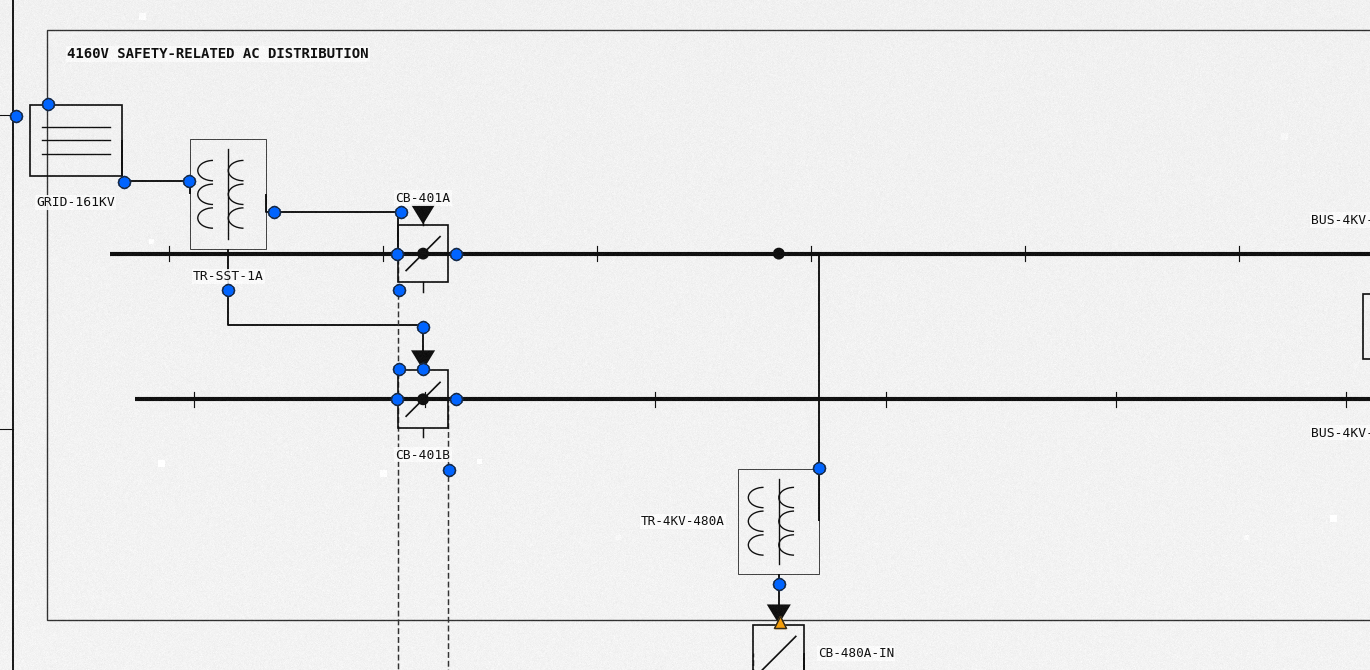 4160V SAFETY-RELATED AC DISTRIBUTION
CB-401A
GRID-161KV
BUS-4KV-
TR-SST-1A
BUS-4KV-
CB-401B
TR-4KV-480A
CB-480A-IN